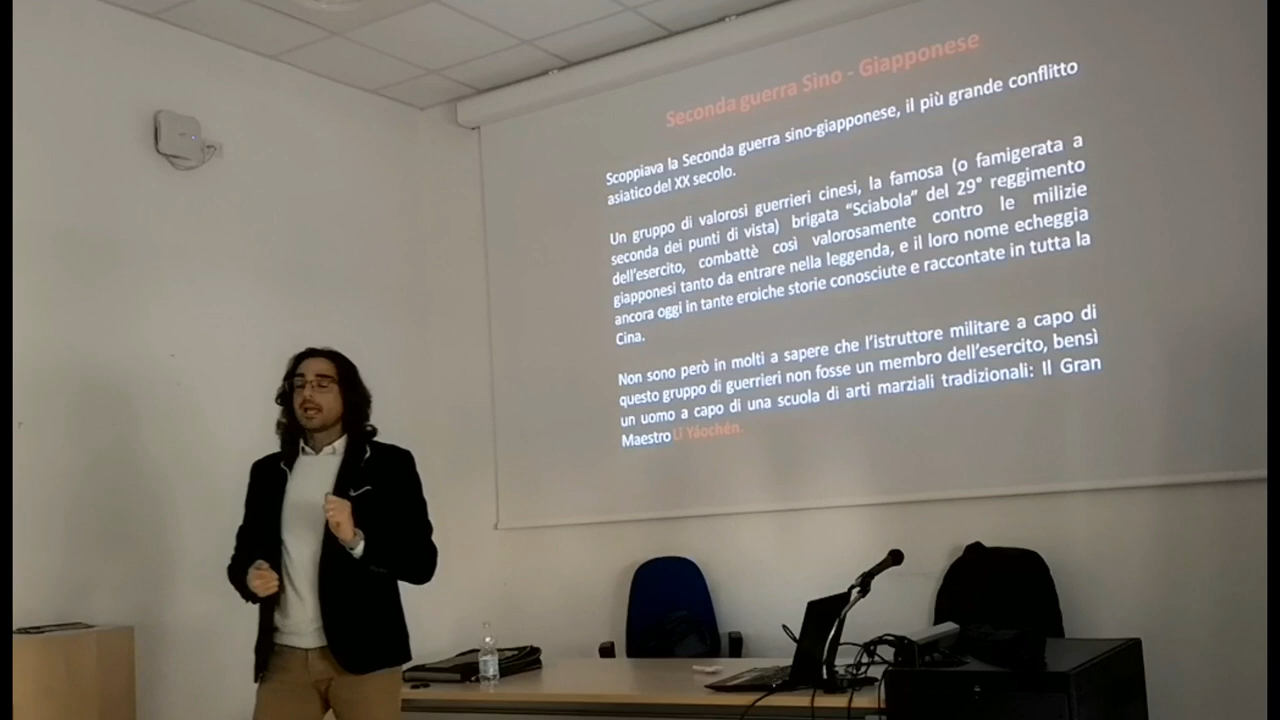 Seconda guerra Sino - Giapponese
Scoppiava la Seconda guerra sino-giapponese, il più grande conflitto
asiatico del XX secolo.
Un gruppo di valorosi guerrieri cinesi, la famosa (o famigerata a
seconda dei punti di vista) brigata “Sciabola” del 29° reggimento
dell’esercito, combattè così valorosamente contro le milizie
giapponesi tanto da entrare nella leggenda, e il loro nome echeggia
ancora oggi in tante eroiche storie conosciute e raccontate in tutta la
Cina.
Non sono però in molti a sapere che l’istruttore militare a capo di
questo gruppo di guerrieri non fosse un membro dell’esercito, bensì
un uomo a capo di una scuola di arti marziali tradizionali: Il Gran
Maestro Lǐ Yáochén.